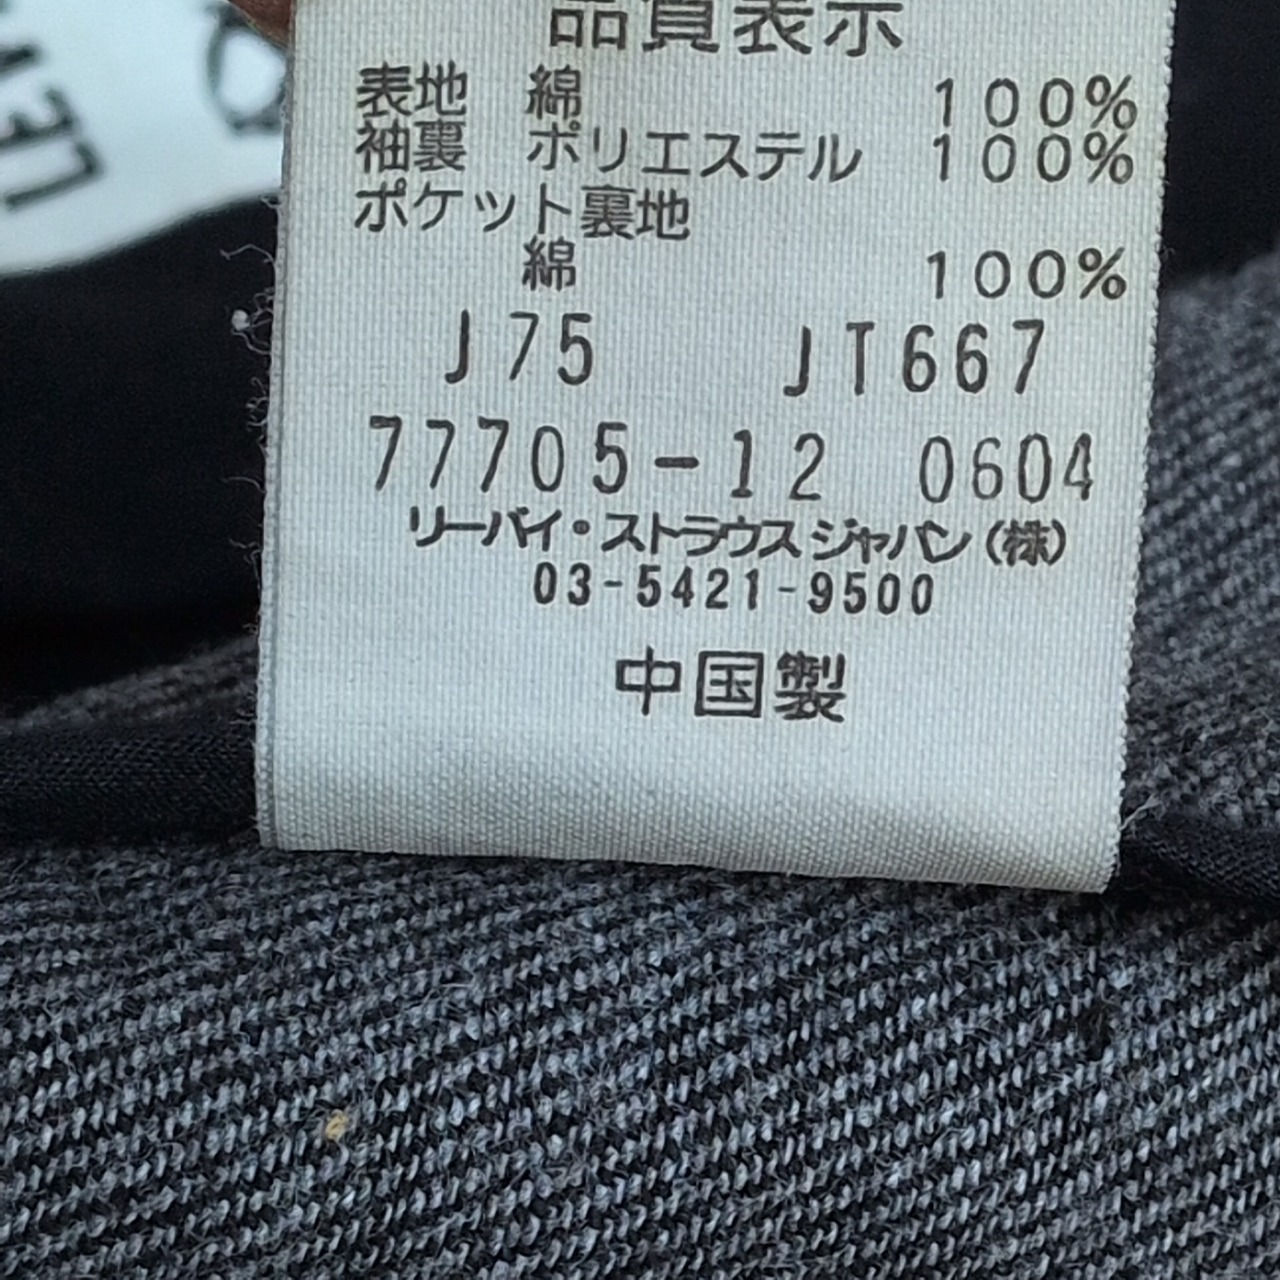 品質表示
表地 綿 100%
袖裏 ポリエステル 100%
ポケット裏地
綿 100%
J75 JT667
77705-12 0604
リーバイ・ストラウス ジャパン(株)
03-5421-9500
中国製